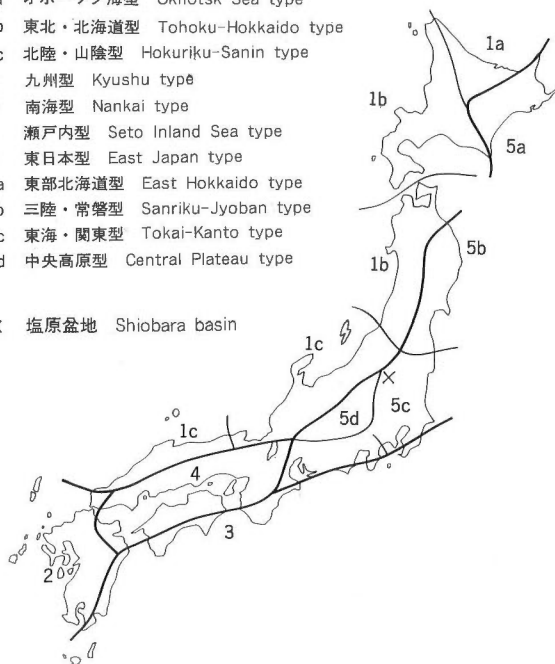 オホーツク海型 Okhotsk Sea type
東北・北海道型 Tohoku-Hokkaido type
c 北陸・山陰型 Hokuriku-Sanin type
九州型 Kyushu type
南海型 Nankai type
瀬戸内型 Seto Inland Sea type
東日本型 East Japan type
a 東部北海道型 East Hokkaido type
三陸・常磐型 Sanriku-Jyoban type
c 東海・関東型 Tokai-Kanto type
d 中央高原型 Central Plateau type
塩原盆地 Shiobara basin
1a
1b
5a
5b
1b
1c
×
5d
5c
1c
4
3
2